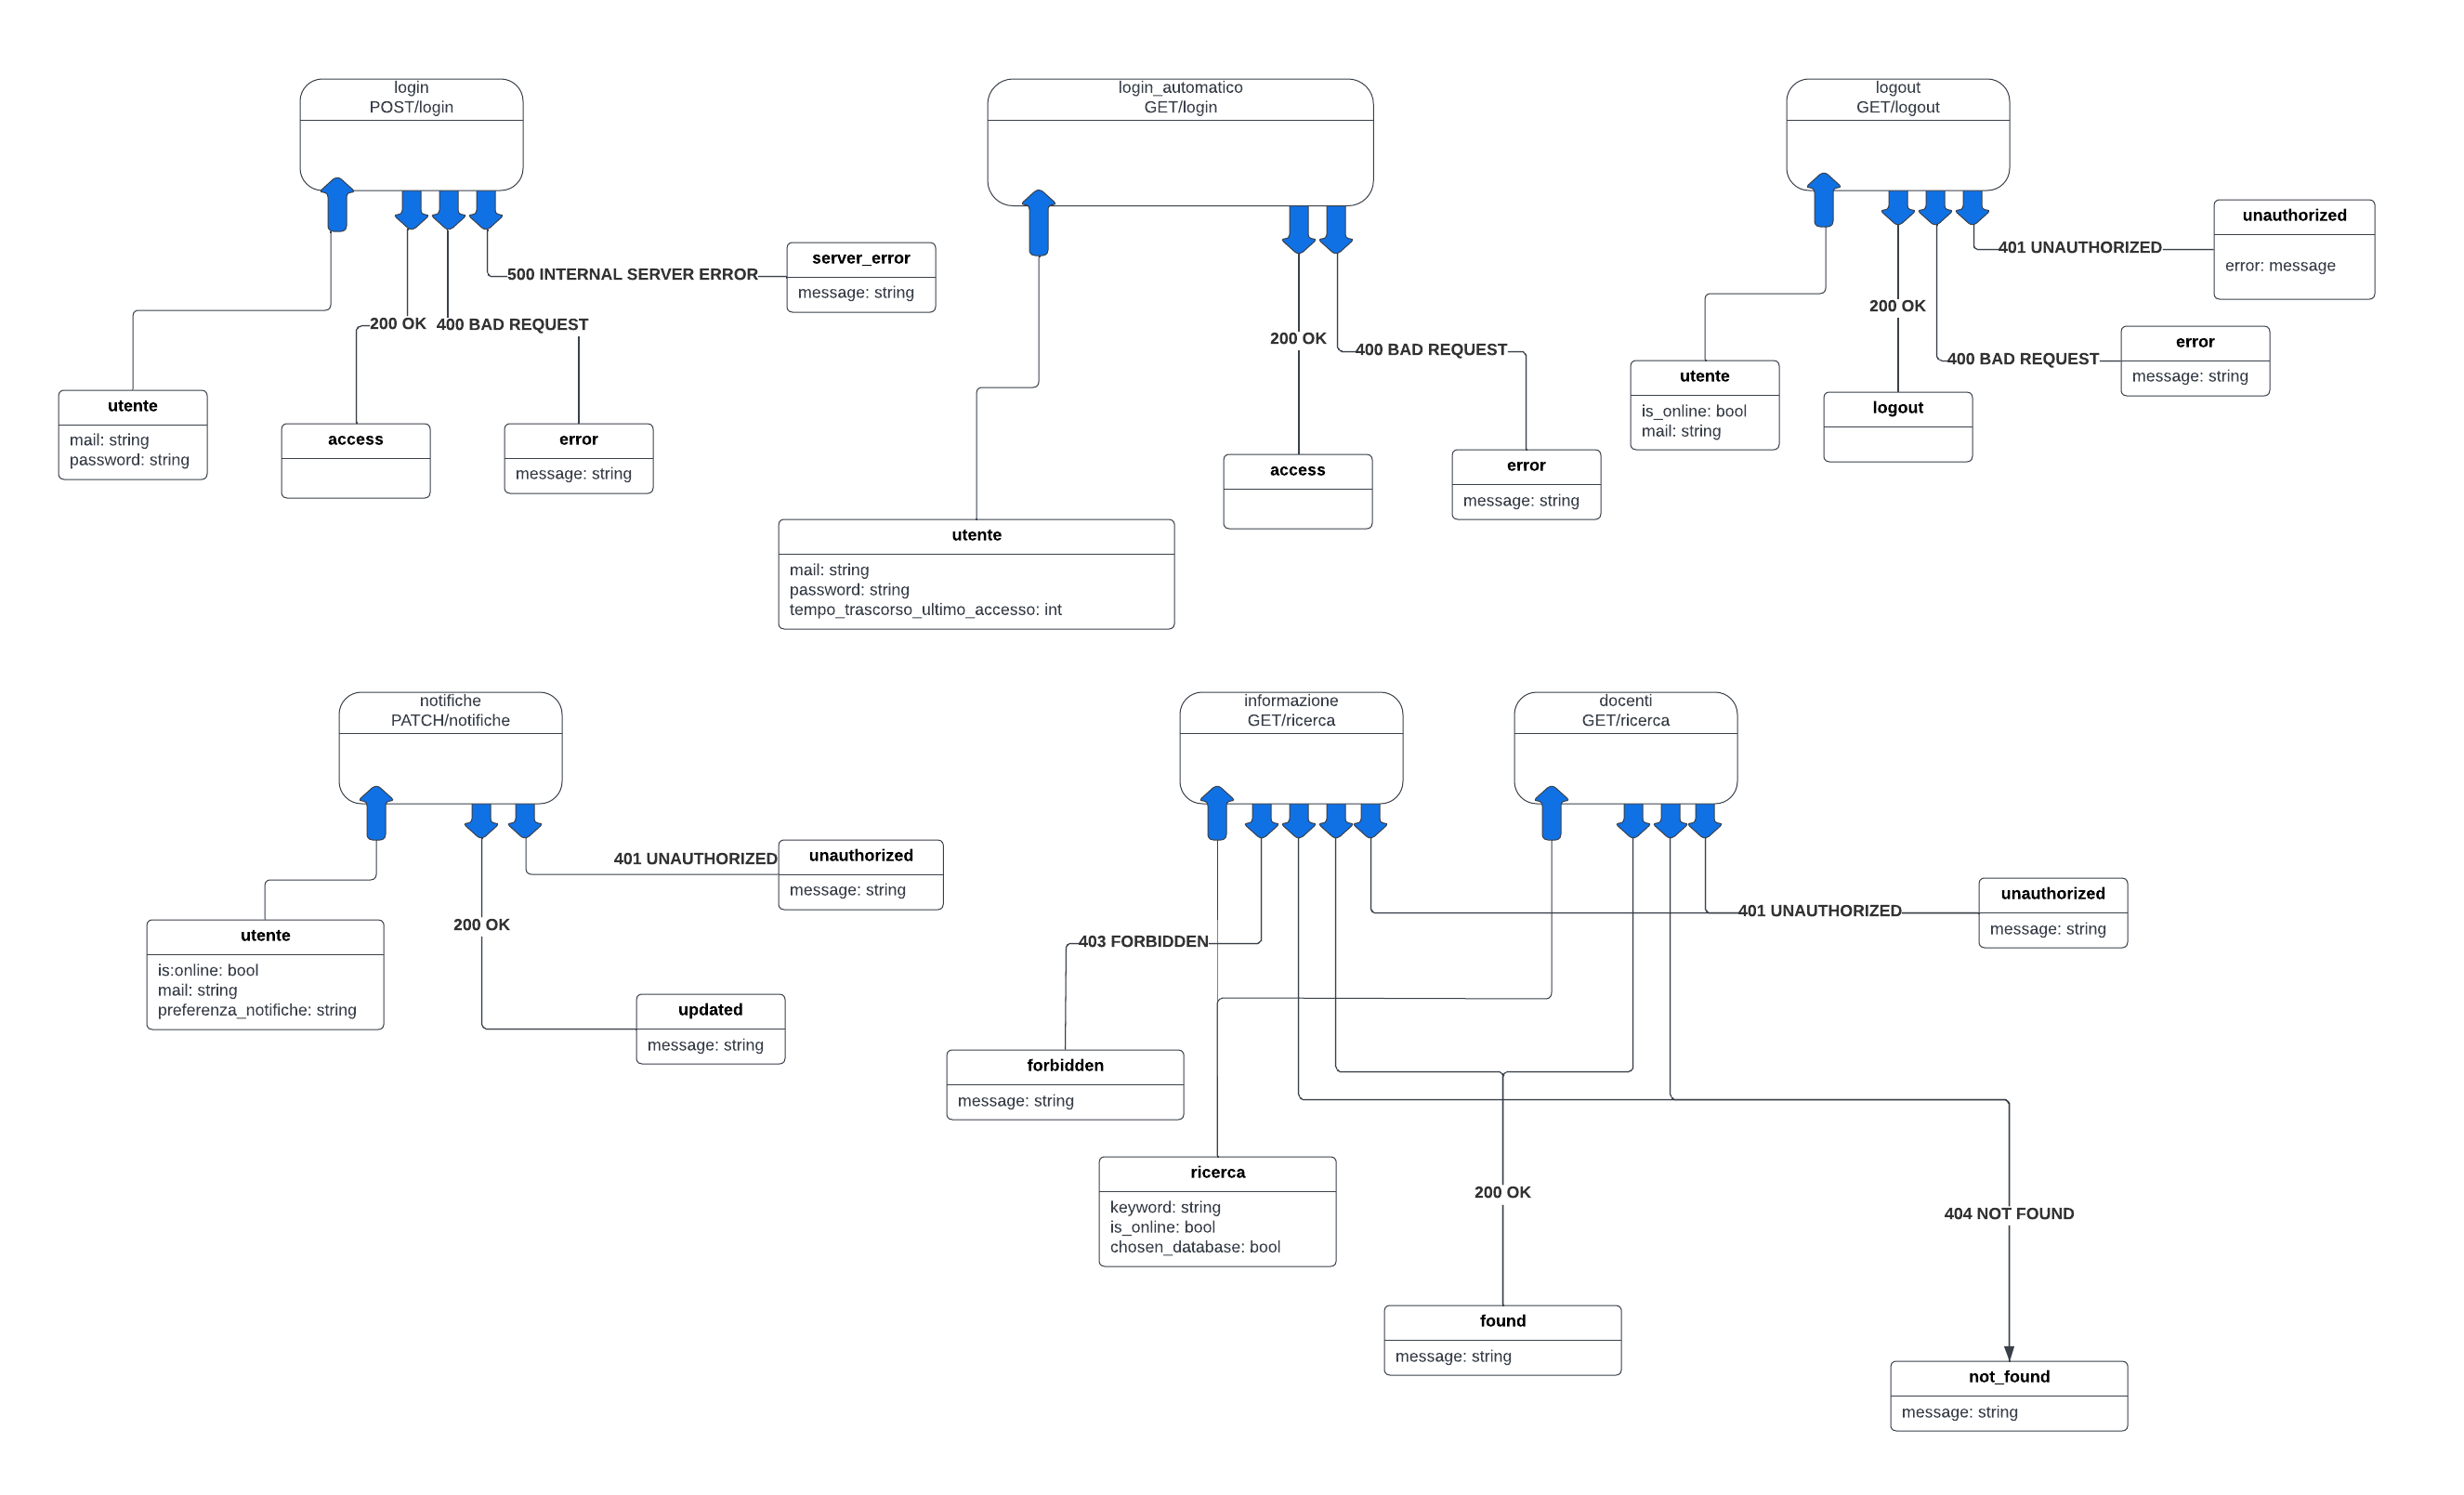 login
POST/login
500 INTERNAL SERVER ERROR
server_error
message: string
200 OK
400 BAD REQUEST
utente
mail: string
password: string
access
error
message: string
login_automatico
GET/login
200 OK
400 BAD REQUEST
access
error
message: string
utente
mail: string
password: string
tempo_trascorso_ultimo_accesso: int
logout
GET/logout
401 UNAUTHORIZED
unauthorized
error: message
200 OK
400 BAD REQUEST
error
message: string
utente
is_online: bool
mail: string
logout
notifiche
PATCH/notifiche
401 UNAUTHORIZED
unauthorized
message: string
200 OK
utente
is:online: bool
mail: string
preferenza_notifiche: string
updated
message: string
informazione
GET/ricerca
docenti
GET/ricerca
401 UNAUTHORIZED
unauthorized
message: string
403 FORBIDDEN
forbidden
message: string
ricerca
keyword: string
is_online: bool
chosen_database: bool
200 OK
404 NOT FOUND
found
message: string
not_found
message: string